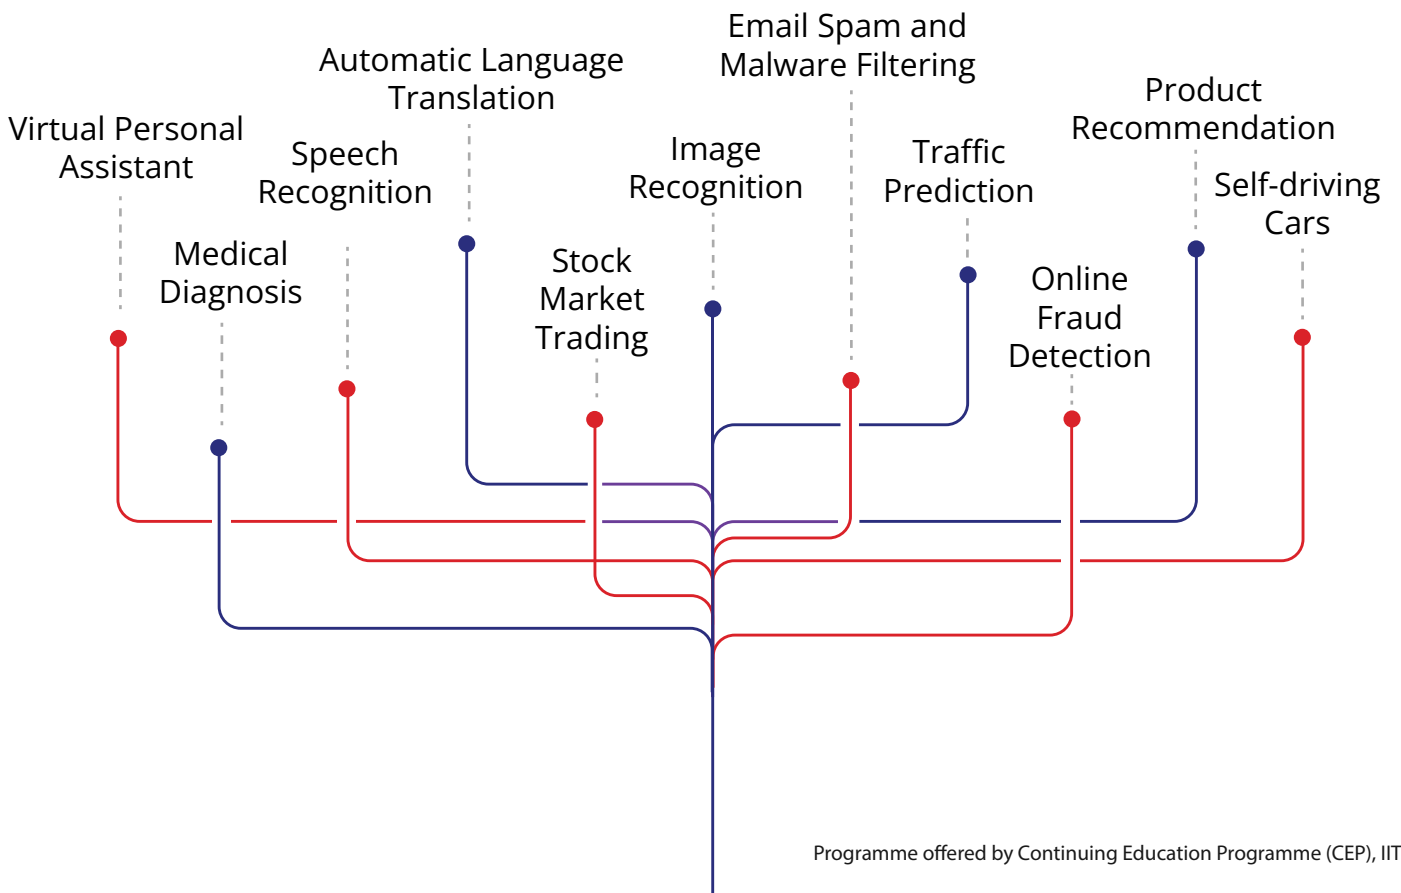 Virtual Personal
Assistant
Medical
Diagnosis
Speech
Recognition
Automatic Language
Translation
Stock
Market
Trading
Image
Recognition
Email Spam and
Malware Filtering
Traffic
Prediction
Online
Fraud
Detection
Product
Recommendation
Self-driving
Cars
Programme offered by Continuing Education Programme (CEP), IIT